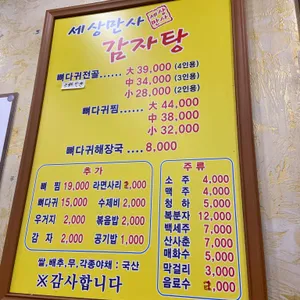 세상만사 세상만사
감자탕
뼈다귀전골...... 大 39,000 (4인용)
中 34,000 (3인용)
小 28,000 (2인용)
뼈다귀찜...... 大 44,000
中 38,000
小 32,000
뼈다귀해장국 .... 8,000
추가
뼈 찜 19,000 라면사리 2,000
뼈다귀 15,000 수제비 2,000
우거지 2,000 볶음밥 2,000
감 자 2,000 공기밥 1,000
주류
소 주 4,000
맥 주 4,000
청 하 5,000
복분자 12,000
백세주 7,000
산사춘 7,000
매화수 5,000
막걸리 3,000
음료수 2,000
쌀,배추,무,각종야채 : 국산
※감사합니다